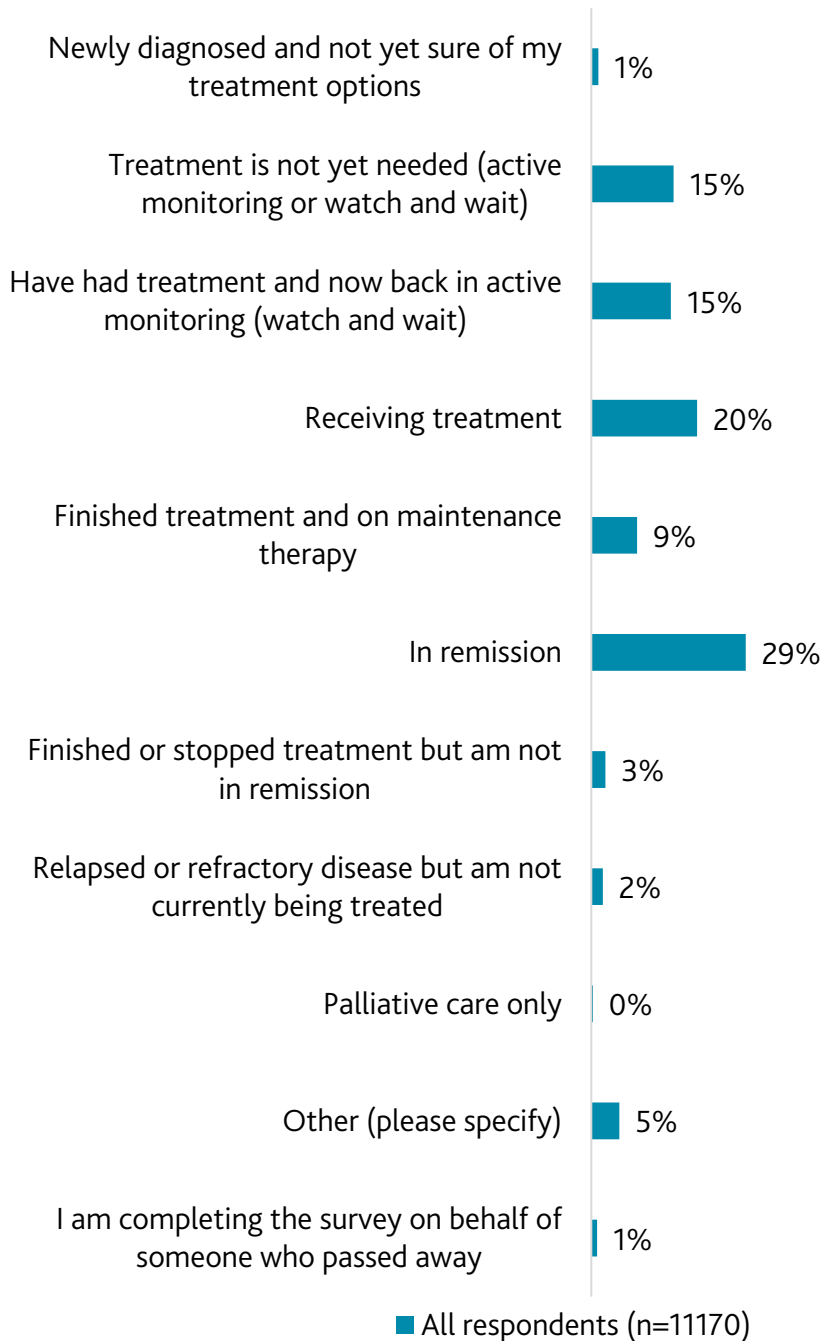 Newly diagnosed and not yet sure of my
treatment options
1%
Treatment is not yet needed (active
monitoring or watch and wait)
15%
Have had treatment and now back in active
monitoring (watch and wait)
15%
Receiving treatment
20%
Finished treatment and on maintenance
therapy
9%
In remission
29%
Finished or stopped treatment but am not
in remission
3%
Relapsed or refractory disease but am not
currently being treated
2%
Palliative care only
0%
Other (please specify)
5%
I am completing the survey on behalf of
someone who passed away
1%
All respondents (n=11170)